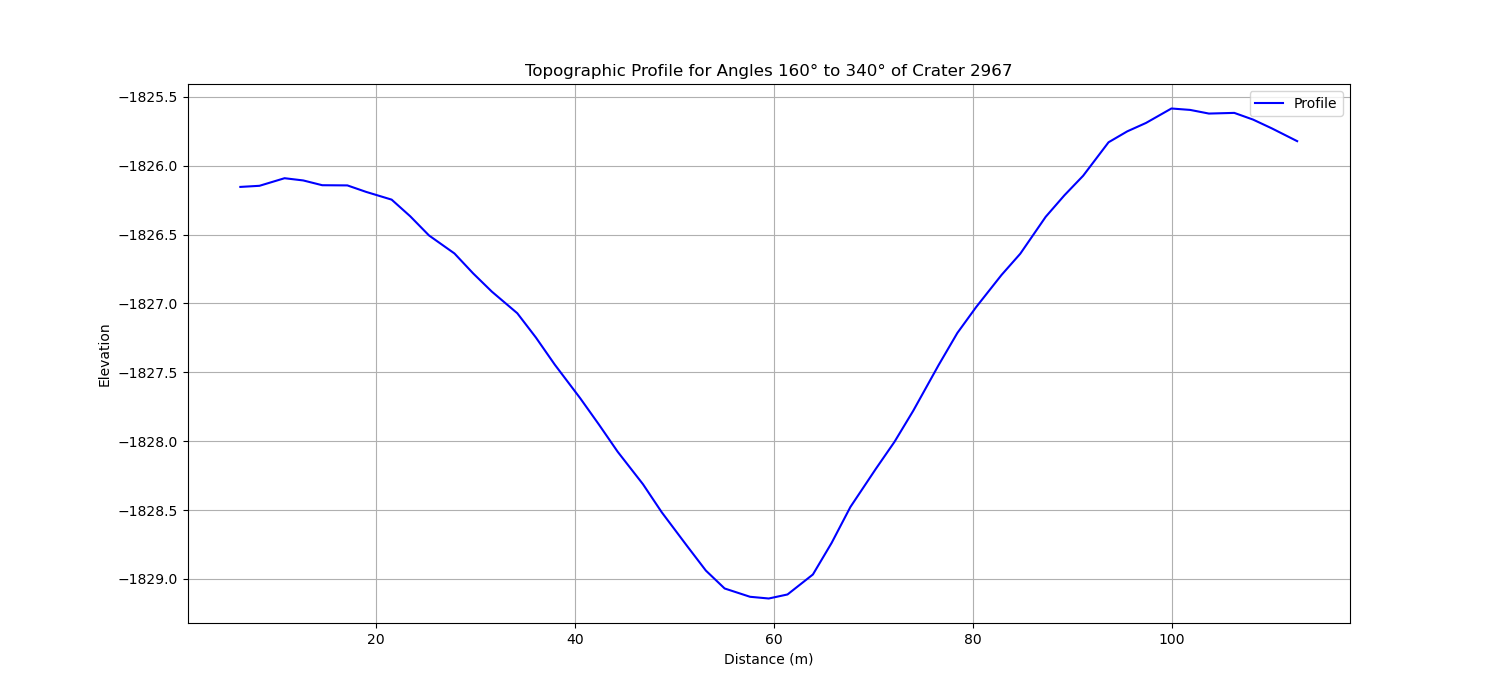 Topographic Profile for Angles 160° to 340° of Crater 2967
Profile
−1825.5
−1826.0
−1826.5
−1827.0
−1827.5
−1828.0
−1828.5
−1829.0
Elevation
20 40 60 80 100
Distance (m)